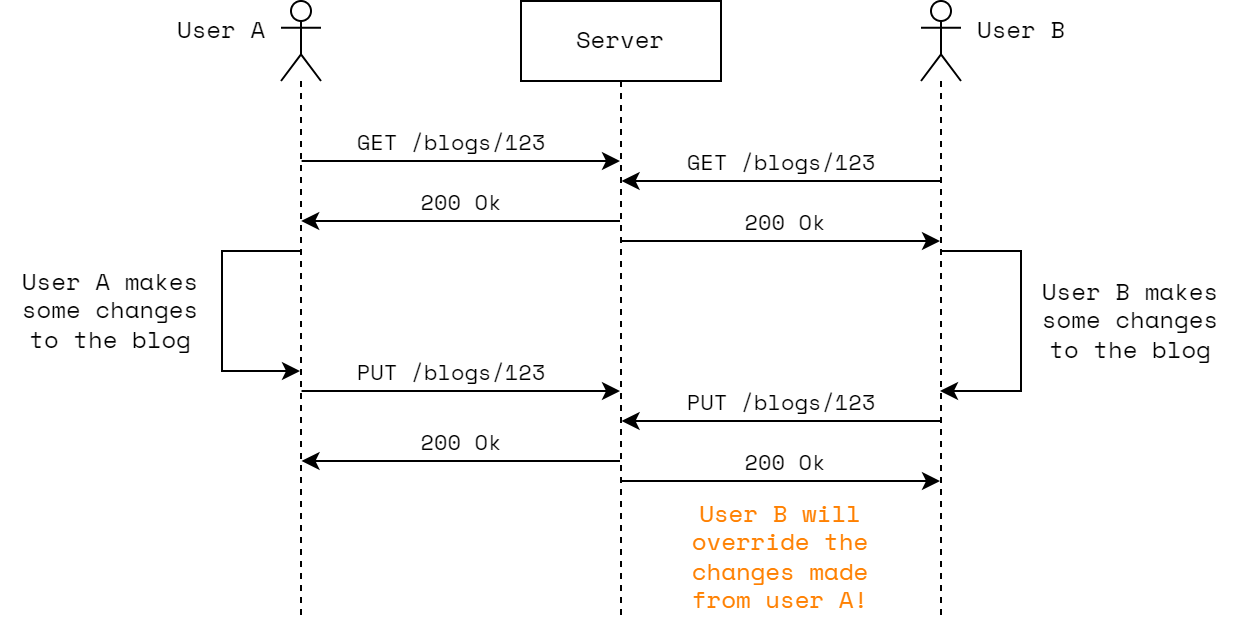 User A
Server
User B
GET /blogs/123
GET /blogs/123
200 Ok
200 Ok
User A makes
some changes
to the blog
User B makes
some changes
to the blog
PUT /blogs/123
PUT /blogs/123
200 Ok
200 Ok
User B will
override the
changes made
from user A!